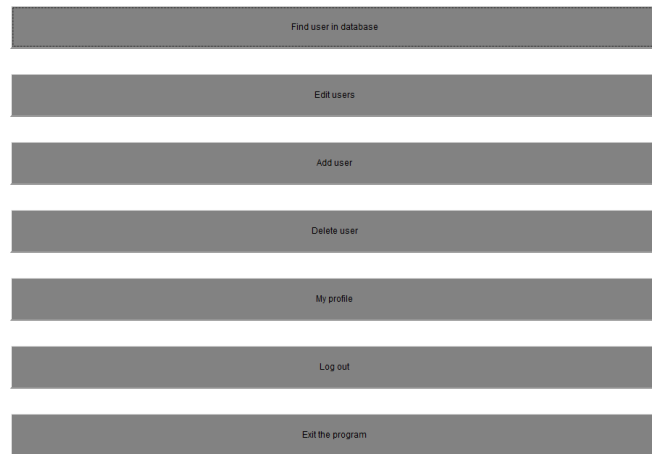 Find user in database
Edit users
Add user
Delete user
My profile
Log out
Exit the program